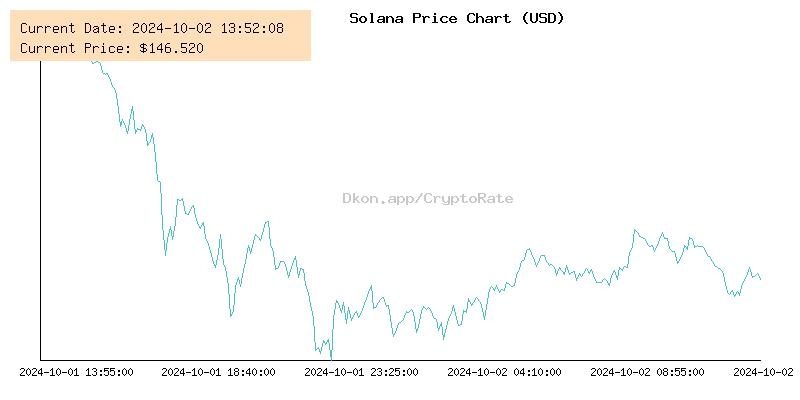 Solana Price Chart (USD)
Current Date: 2024-10-02 13:52:08
Current Price: $146.520
Dkon.app/CryptoRate
2024-10-01 13:55:00 2024-10-01 18:40:00 2024-10-01 23:25:00 2024-10-02 04:10:00 2024-10-02 08:55:00 2024-10-02